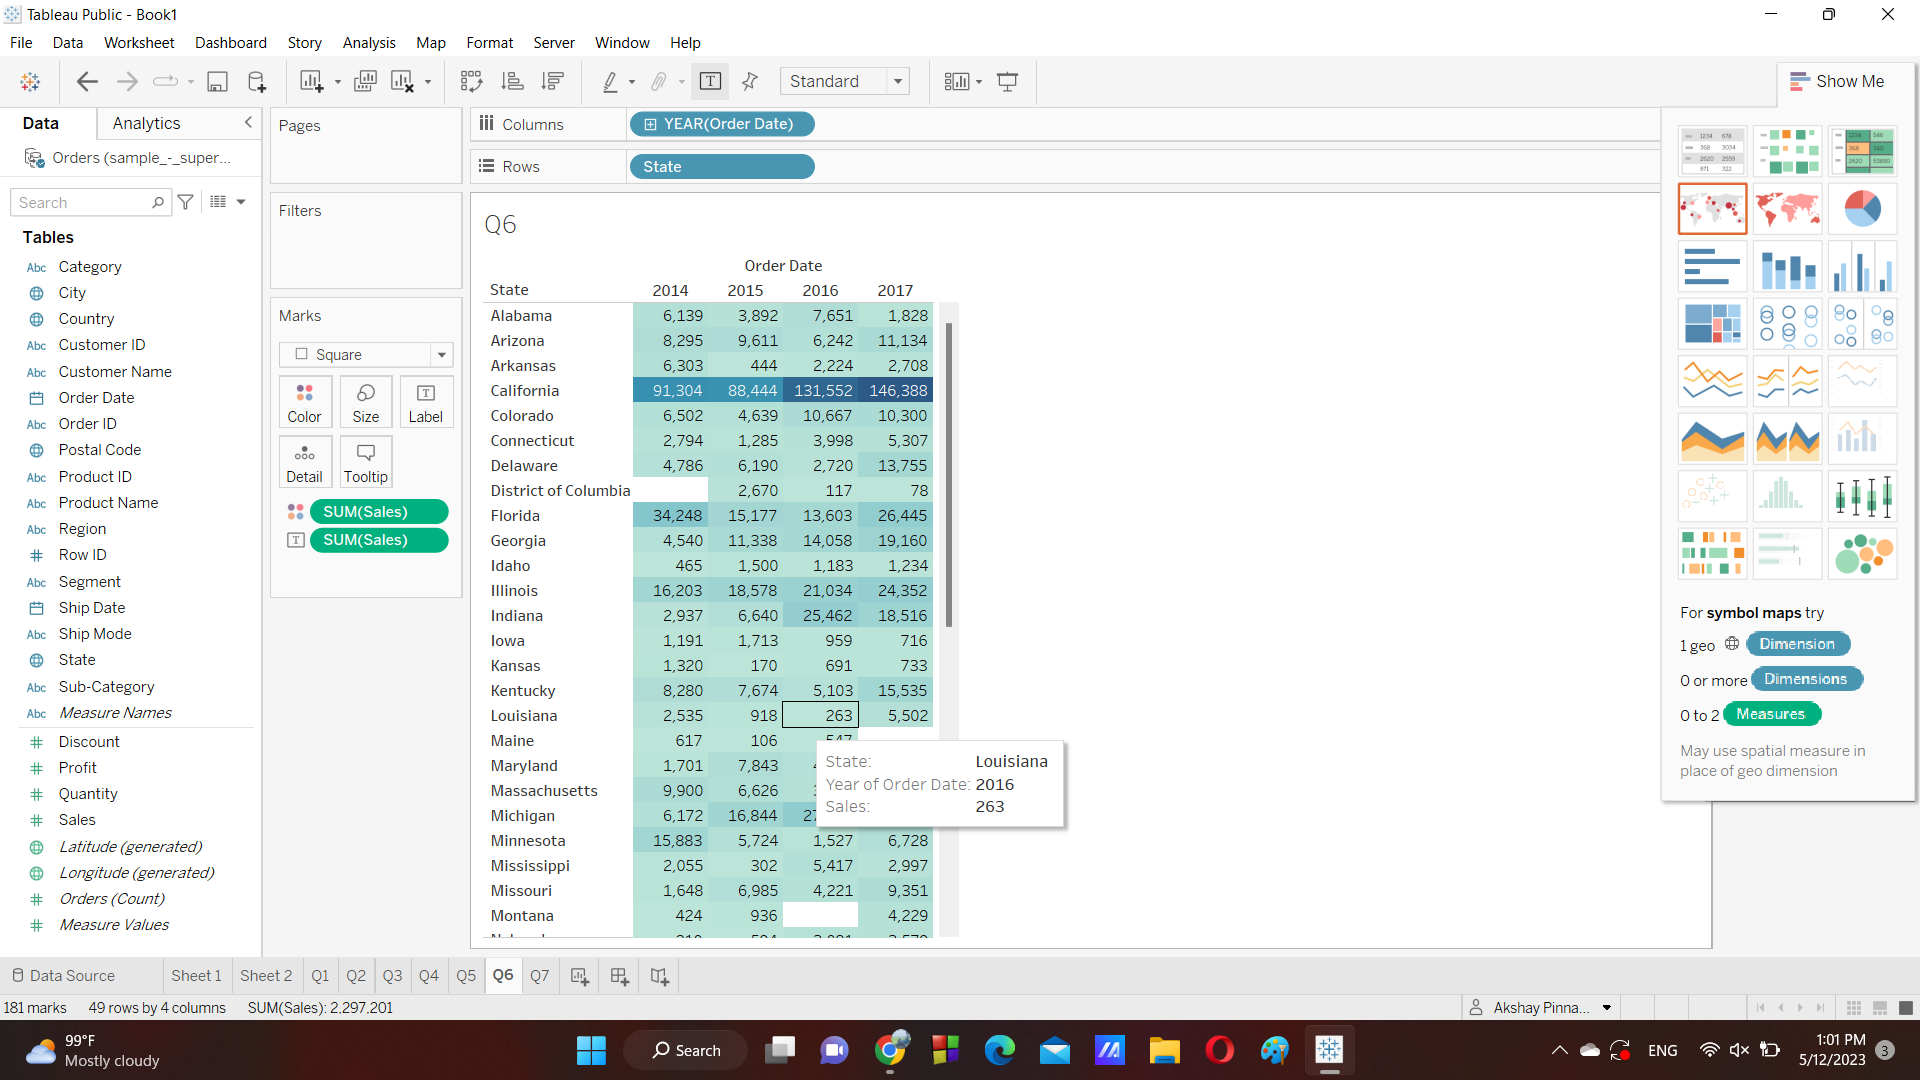 Tableau Public - Book1
File Data Worksheet Dashboard Story Analysis Map Format Server Window Help
Standard
Show Me
Data Analytics
Orders (sample_-_super...
Search
Tables
Abc Category
City
Country
Abc Customer ID
Abc Customer Name
Order Date
Abc Order ID
Postal Code
Abc Product ID
Abc Product Name
Abc Region
# Row ID
Abc Segment
Ship Date
Abc Ship Mode
State
Abc Sub-Category
Abc Measure Names
# Discount
# Profit
# Quantity
# Sales
Latitude (generated)
Longitude (generated)
# Orders (Count)
# Measure Values
Pages
Filters
Marks
Square
Color Size Label
Detail Tooltip
SUM(Sales)
SUM(Sales)
Columns YEAR(Order Date)
Rows State
Q6
Order Date
State 2014 2015 2016 2017
Alabama 6,139 3,892 7,651 1,828
Arizona 8,295 9,611 6,242 11,134
Arkansas 6,303 444 2,224 2,708
California 91,304 88,444 131,552 146,388
Colorado 6,502 4,639 10,667 10,300
Connecticut 2,794 1,285 3,998 5,307
Delaware 4,786 6,190 2,720 13,755
District of Columbia 2,670 117 78
Florida 34,248 15,177 13,603 26,445
Georgia 4,540 11,338 14,058 19,160
Idaho 465 1,500 1,183 1,234
Illinois 16,203 18,578 21,034 24,352
Indiana 2,937 6,640 25,462 18,516
Iowa 1,191 1,713 959 716
Kansas 1,320 170 691 733
Kentucky 8,280 7,674 5,103 15,535
Louisiana 2,535 918 263 5,502
Maine 617 106
Maryland 1,701 7,843
Massachusetts 9,900 6,626
Michigan 6,172 16,844
Minnesota 15,883 5,724 1,527 6,728
Mississippi 2,055 302 5,417 2,997
Missouri 1,648 6,985 4,221 9,351
Montana 424 936 4,229
State: Louisiana
Year of Order Date: 2016
Sales: 263
For symbol maps try
1 geo Dimension
0 or more Dimensions
0 to 2 Measures
May use spatial measure in
place of geo dimension
Data Source Sheet 1 Sheet 2 Q1 Q2 Q3 Q4 Q5 Q6 Q7
181 marks 49 rows by 4 columns SUM(Sales): 2,297,201
Akshay Pinna...
99°F
Mostly cloudy
Search
ENG
1:01 PM
5/12/2023
3